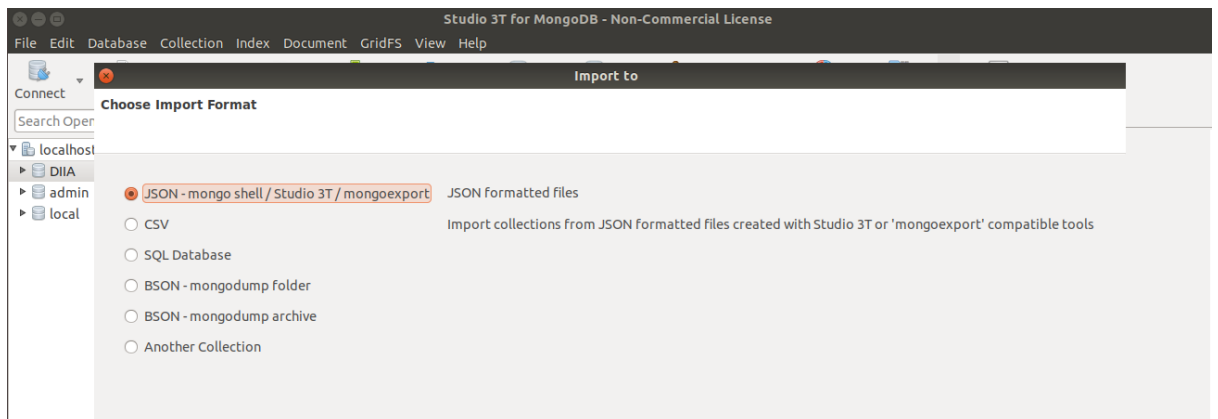 Studio 3T for MongoDB - Non-Commercial License
File Edit Database Collection Index Document GridFS View Help
Import to
Connect
Choose Import Format
Search Oper
localhost
DIIA
admin
local
JSON - mongo shell / Studio 3T / mongoexport JSON formatted files
CSV Import collections from JSON formatted files created with Studio 3T or 'mongoexport' compatible tools
SQL Database
BSON - mongodump folder
BSON - mongodump archive
Another Collection